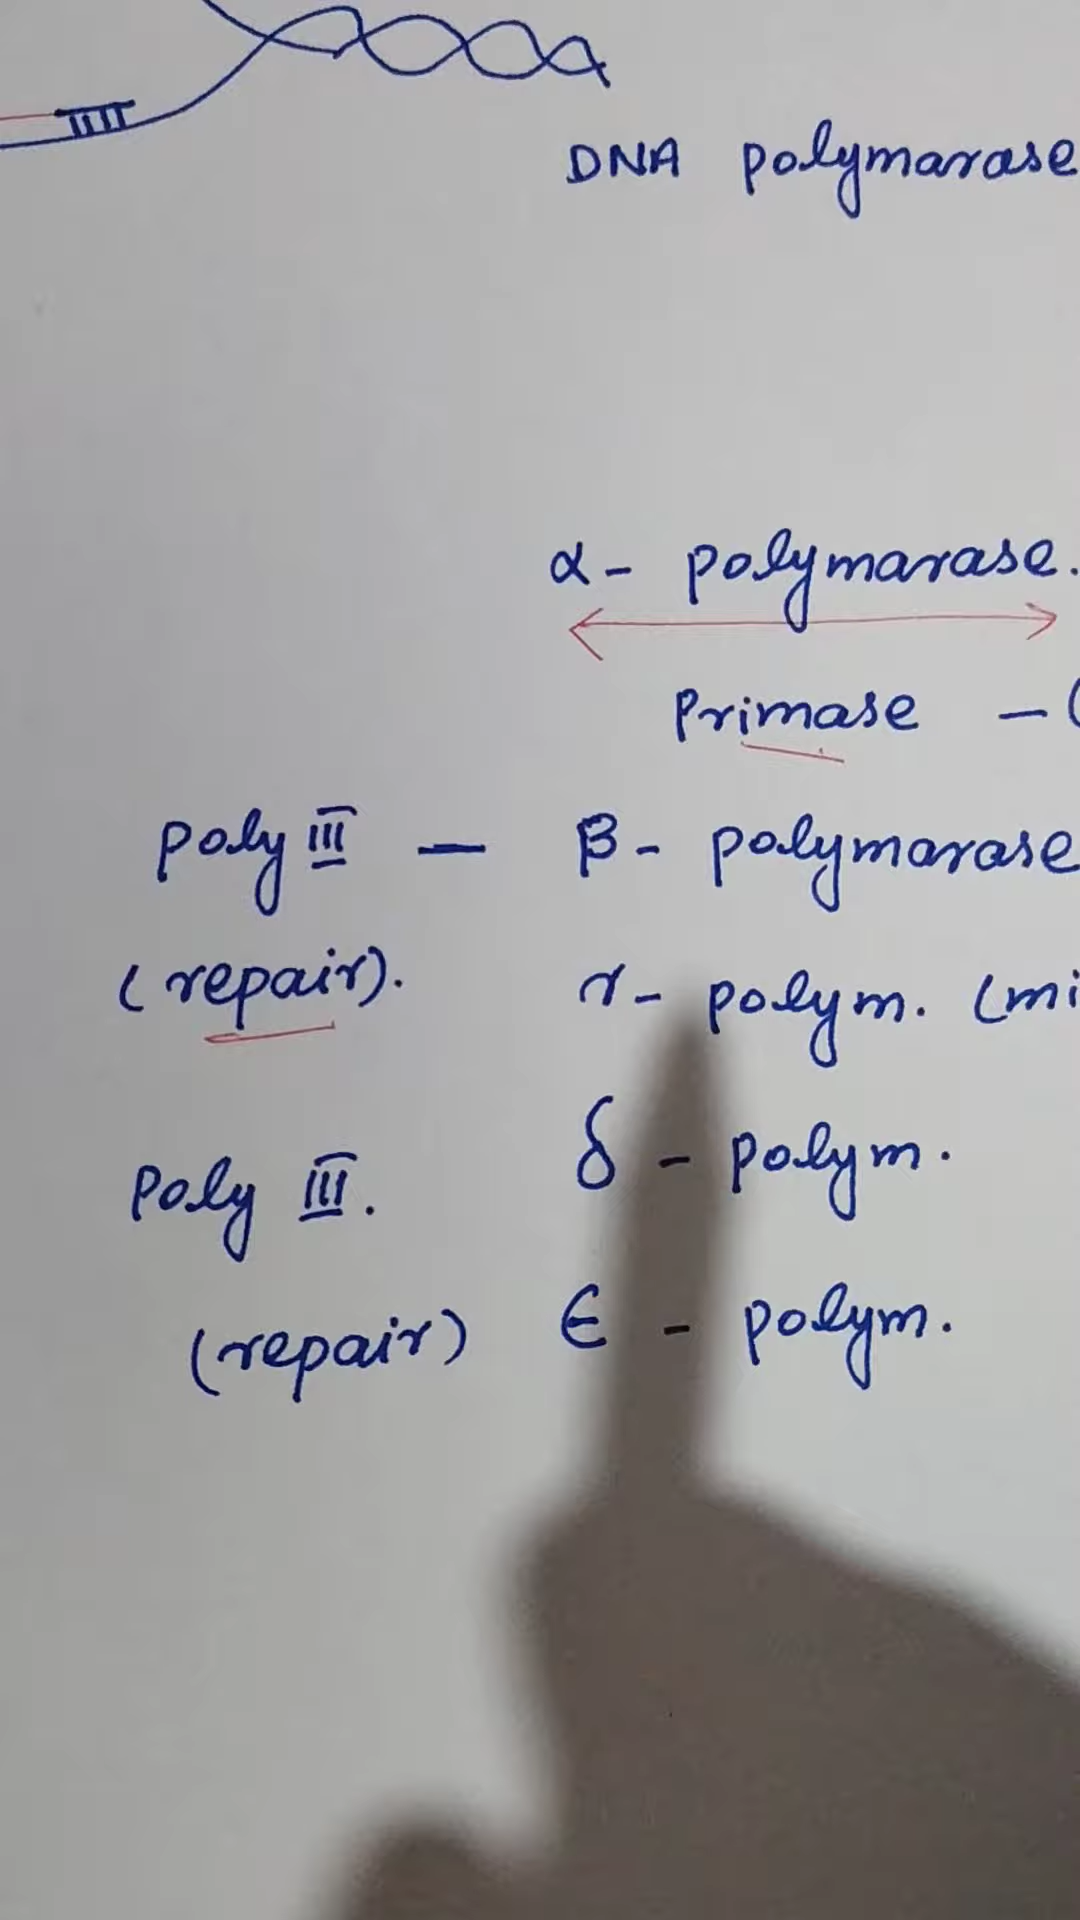 DNA polymarase
α - polymarase.
Primase - (
Poly III - β - polymarase
(repair). γ - polym. (mi
Poly III. δ - polym.
(repair) ϵ - polym.